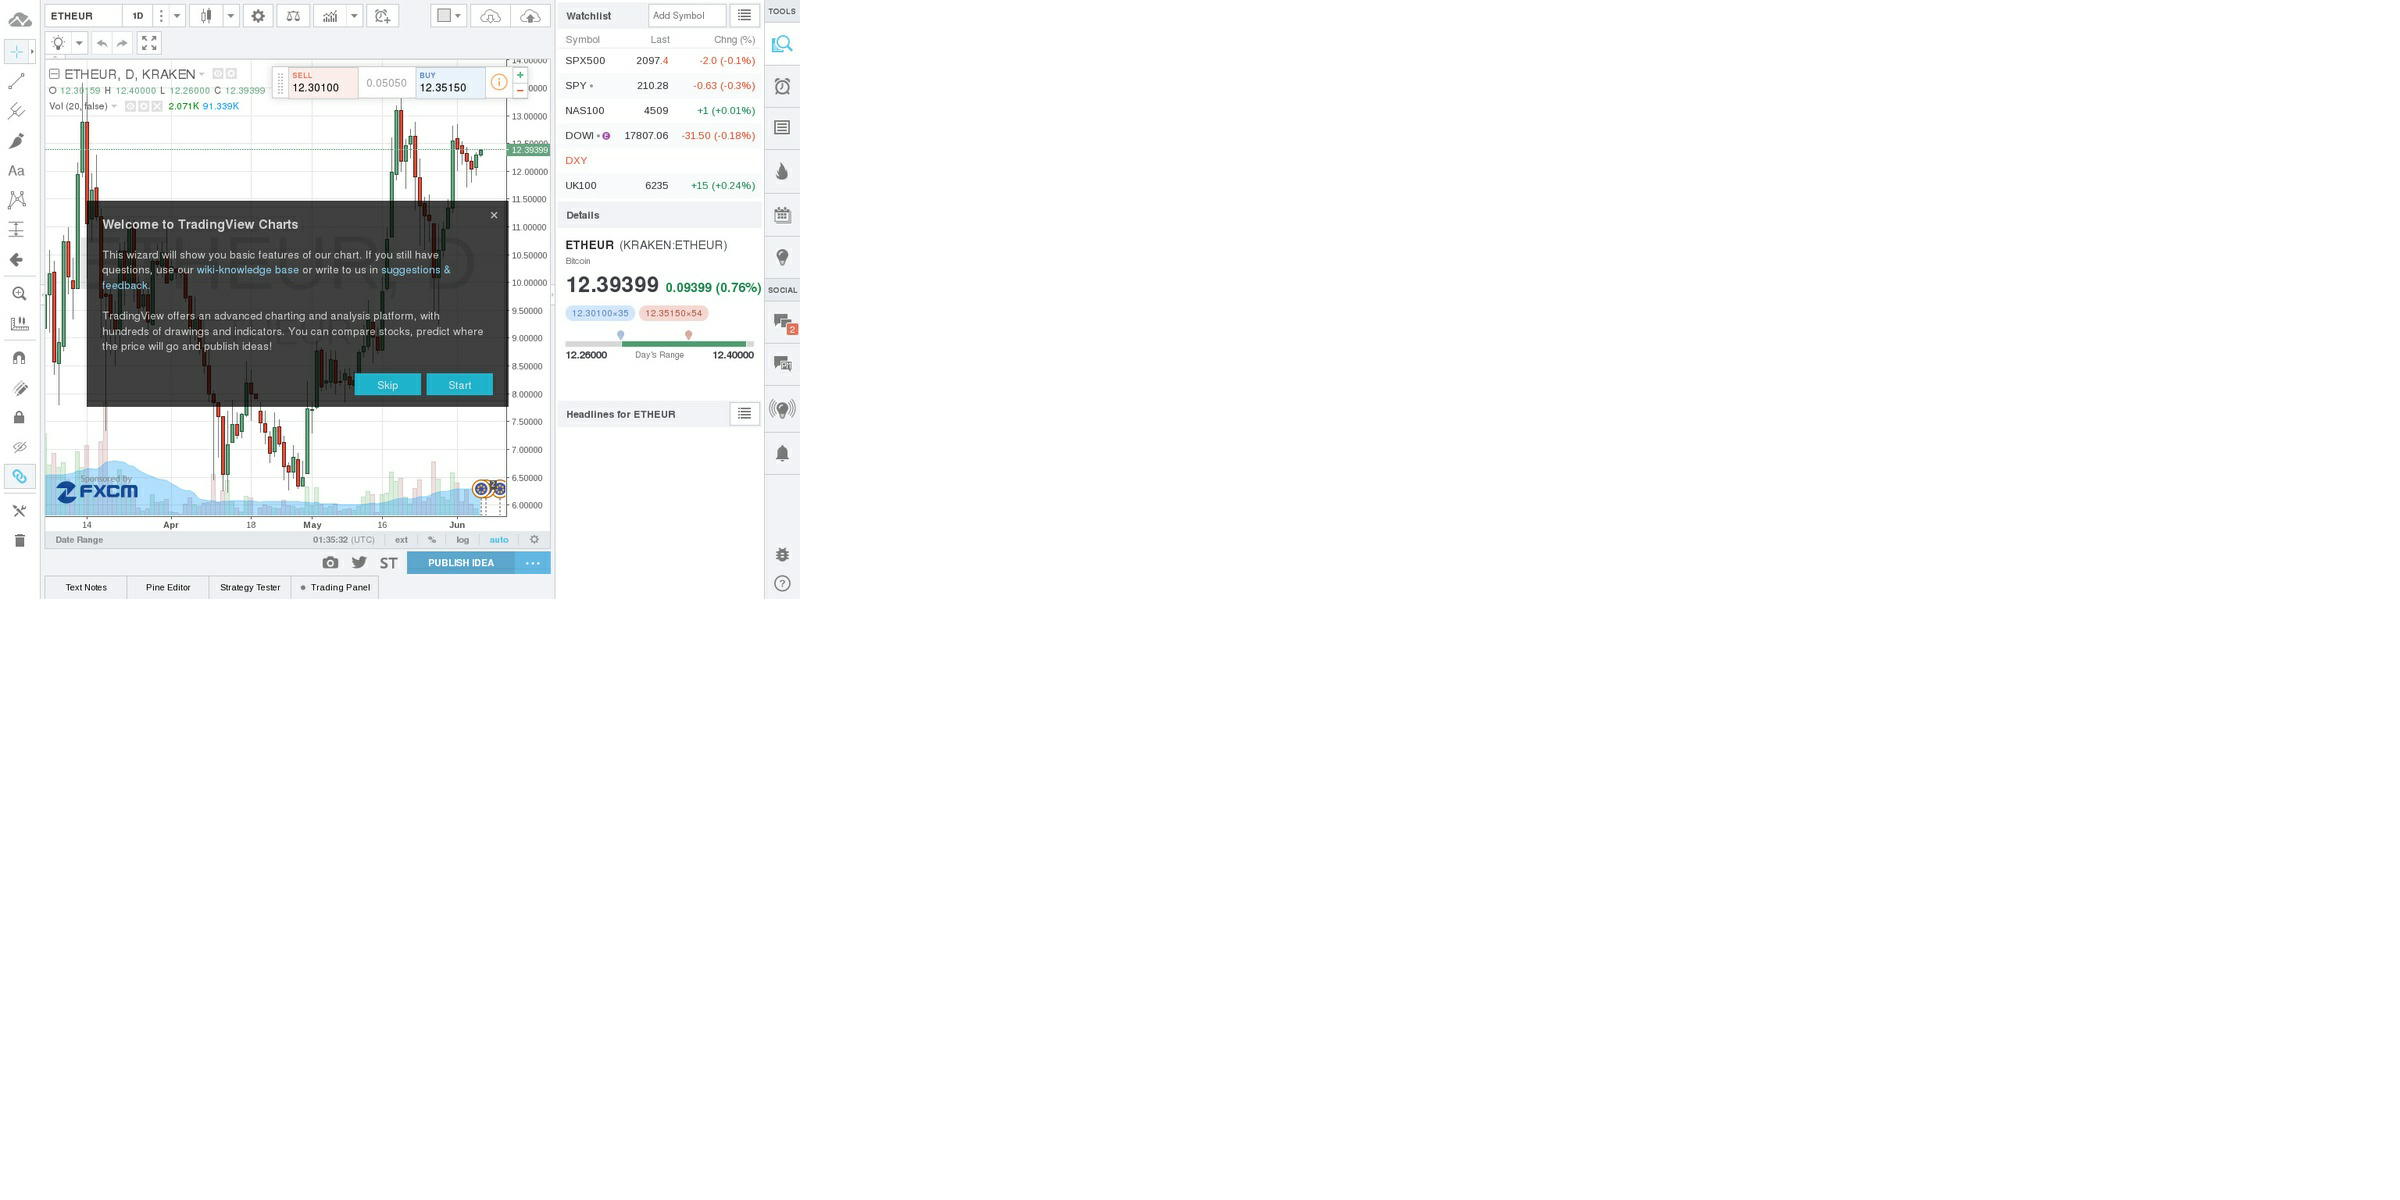 ETHEUR
1D
Watchlist
Add Symbol
TOOLS
Symbol Last Chng (%)
SPX500 2097.4 -2.0 (-0.1%)
SPY 210.28 -0.63 (-0.3%)
NAS100 4509 +1 (+0.01%)
DOWI E 17807.06 -31.50 (-0.18%)
DXY
UK100 6235 +15 (+0.24%)
ETHEUR, D, KRAKEN
SELL
12.30100
0.05050
BUY
12.35150
O 12.30159 H 12.40000 L 12.26000 C 12.39399
Vol (20, false) 2.071K 91.339K
14.00000
13.00000
12.39399
12.00000
11.50000
11.00000
10.50000
10.00000
9.50000
9.00000
8.50000
8.00000
7.50000
7.00000
6.50000
6.00000
Welcome to TradingView Charts
×
This wizard will show you basic features of our chart. If you still have
questions, use our wiki-knowledge base or write to us in suggestions &
feedback.
TradingView offers an advanced charting and analysis platform, with
hundreds of drawings and indicators. You can compare stocks, predict where
the price will go and publish ideas!
Skip
Start
Aa
Sponsored by
FXCM
14 Apr 18 May 16 Jun
Date Range
01:35:32 (UTC) ext % log auto
ST
PUBLISH IDEA
...
Text Notes
Pine Editor
Strategy Tester
Trading Panel
Details
ETHEUR (KRAKEN:ETHEUR)
Bitcoin
12.39399 0.09399 (0.76%)
12.30100×35 12.35150×54
12.26000 Day's Range 12.40000
Headlines for ETHEUR
SOCIAL
2
?